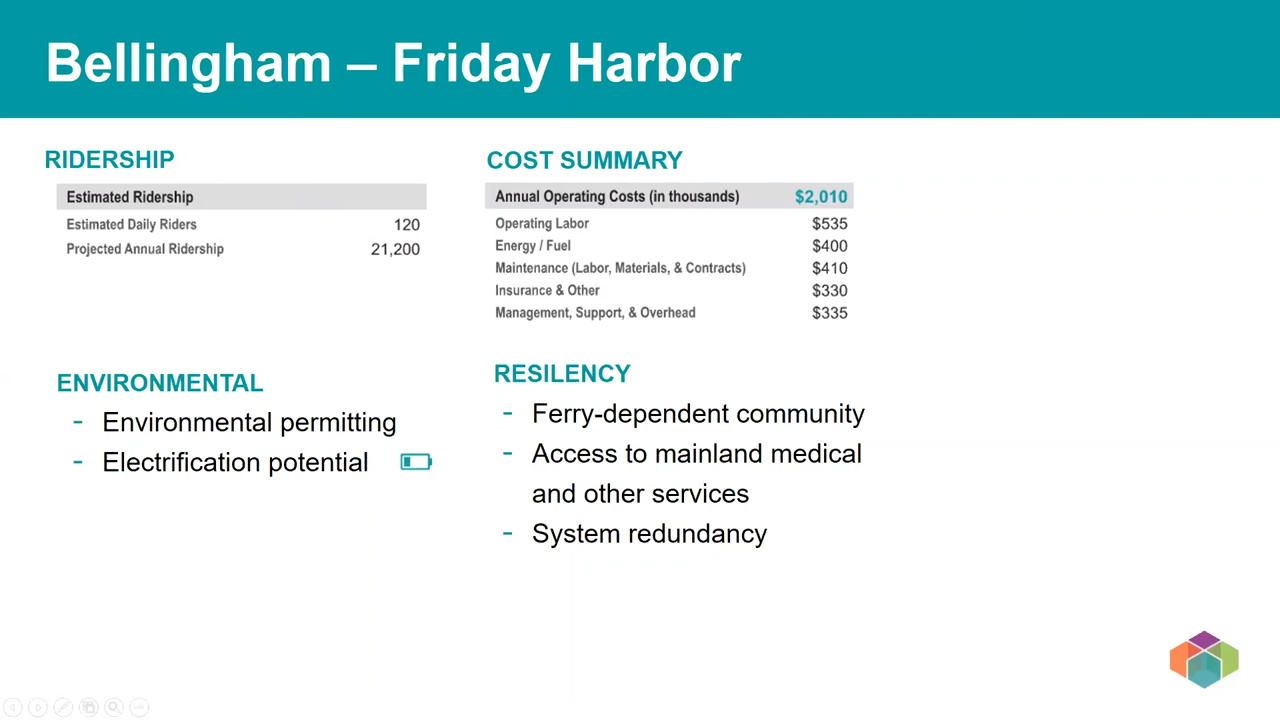 Bellingham – Friday Harbor
RIDERSHIP
Estimated Ridership
Estimated Daily Riders 120
Projected Annual Ridership 21,200
COST SUMMARY
Annual Operating Costs (in thousands) $2,010
Operating Labor $535
Energy / Fuel $400
Maintenance (Labor, Materials, & Contracts) $410
Insurance & Other $330
Management, Support, & Overhead $335
ENVIRONMENTAL
- Environmental permitting
- Electrification potential
RESILENCY
- Ferry-dependent community
- Access to mainland medical
and other services
- System redundancy